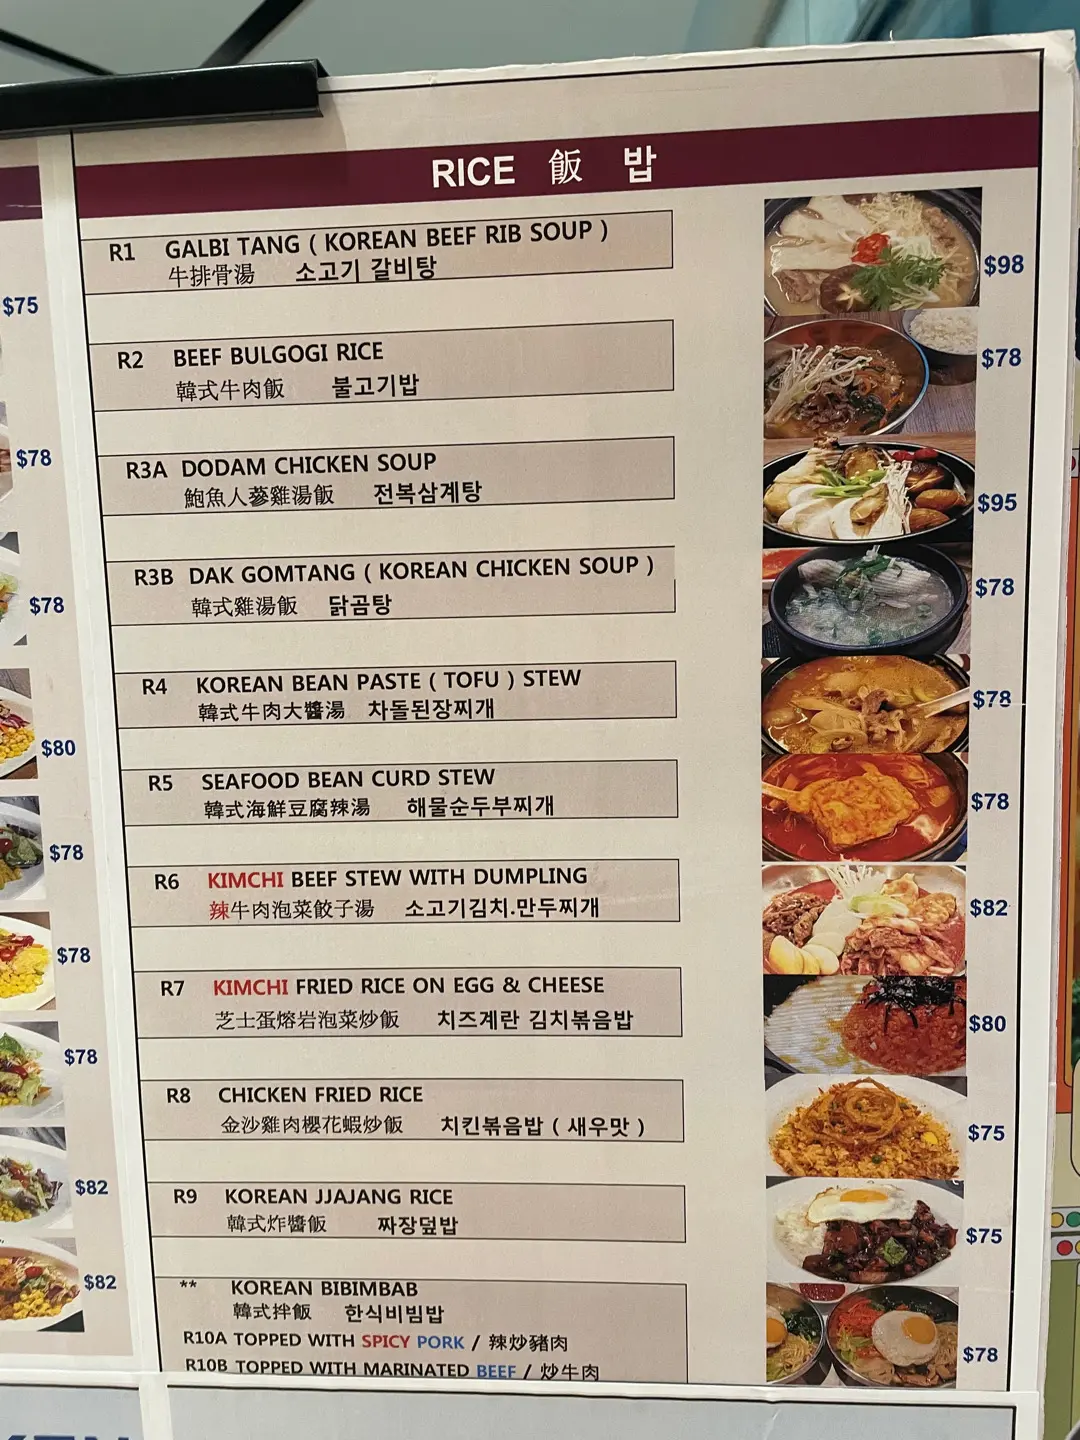 RICE 飯 밥
R1 GALBI TANG ( KOREAN BEEF RIB SOUP )
牛排骨湯 소고기 갈비탕
$98
R2 BEEF BULGOGI RICE
韓式牛肉飯 불고기밥
$78
R3A DODAM CHICKEN SOUP
鮑魚人蔘雞湯飯 전복삼계탕
$95
R3B DAK GOMTANG ( KOREAN CHICKEN SOUP )
韓式雞湯飯 닭곰탕
$78
R4 KOREAN BEAN PASTE ( TOFU ) STEW
韓式牛肉大醬湯 차돌된장찌개
$78
R5 SEAFOOD BEAN CURD STEW
韓式海鮮豆腐辣湯 해물순두부찌개
$78
R6 KIMCHI BEEF STEW WITH DUMPLING
辣牛肉泡菜餃子湯 소고기김치.만두찌개
$82
R7 KIMCHI FRIED RICE ON EGG & CHEESE
芝士蛋熔岩泡菜炒飯 치즈계란 김치볶음밥
$80
R8 CHICKEN FRIED RICE
金沙雞肉櫻花蝦炒飯 치킨볶음밥 ( 새우맛 )
$75
R9 KOREAN JJAJANG RICE
韓式炸醬飯 짜장덮밥
$75
** KOREAN BIBIMBAB
韓式拌飯 한식비빔밥
R10A TOPPED WITH SPICY PORK / 辣炒豬肉
R10B TOPPED WITH MARINATED BEEF / 炒牛肉
$78
$75
$78
$78
$80
$78
$78
$78
$82
$82